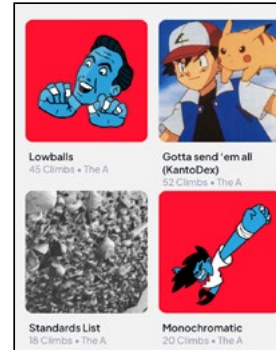 Lowballs
45 Climbs • The A
Gotta send 'em all
(KantoDex)
52 Climbs • The A
Standards List
18 Climbs • The A
Monochromatic
20 Climbs • The A